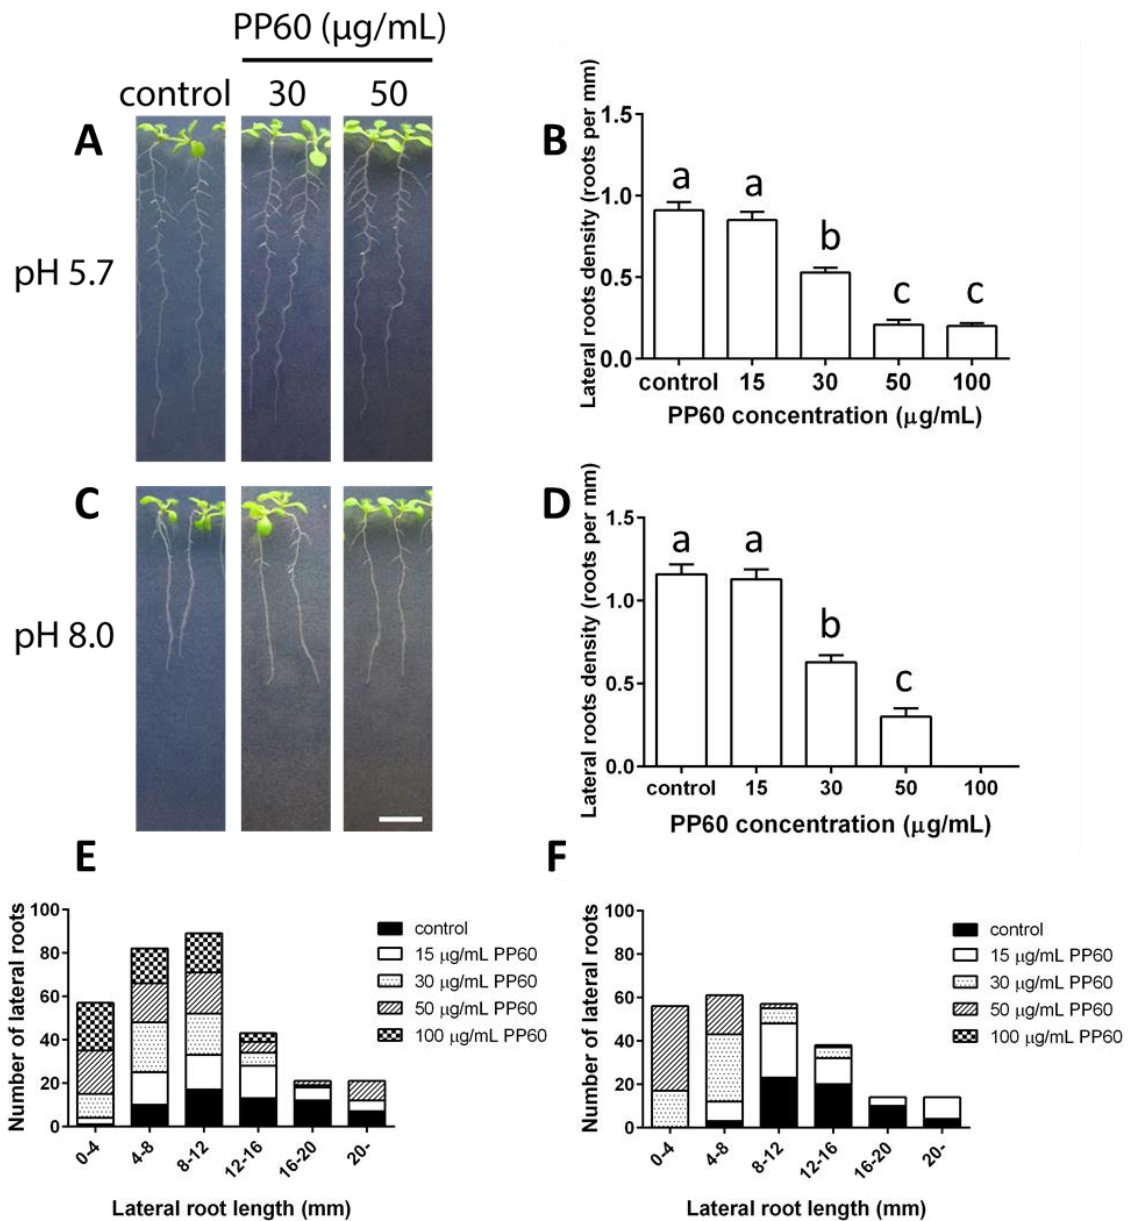 PP60 (µg/mL)
control 30 50
A
pH 5.7
B
Lateral roots density (roots per mm)
1.5
1.0
0.5
0.0
a a b c c
control 15 30 50 100
PP60 concentration (µg/mL)
C
pH 8.0
D
Lateral roots density (roots per mm)
1.5
1.0
0.5
0.0
a a b c
control 15 30 50 100
PP60 concentration (µg/mL)
E
Number of lateral roots
100
80
60
40
20
0
0-4 4-8 8-12 12-16 16-20 20-
Lateral root length (mm)
control
15 µg/mL PP60
30 µg/mL PP60
50 µg/mL PP60
100 µg/mL PP60
F
Number of lateral roots
100
80
60
40
20
0
0-4 4-8 8-12 12-16 16-20 20-
Lateral root length (mm)
control
15 µg/mL PP60
30 µg/mL PP60
50 µg/mL PP60
100 µg/mL PP60